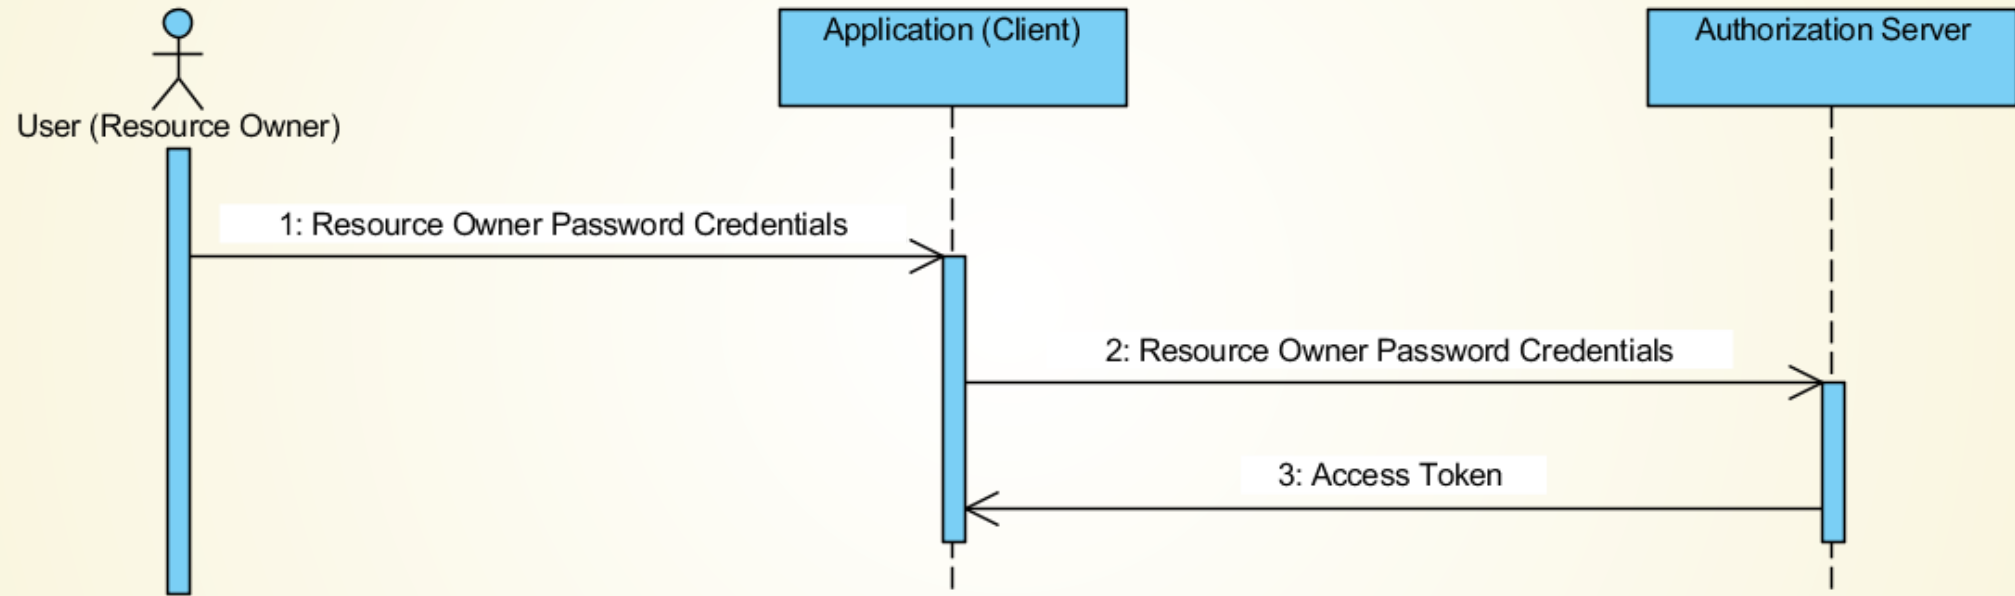 Application (Client)
Authorization Server
User (Resource Owner)
1: Resource Owner Password Credentials
2: Resource Owner Password Credentials
3: Access Token